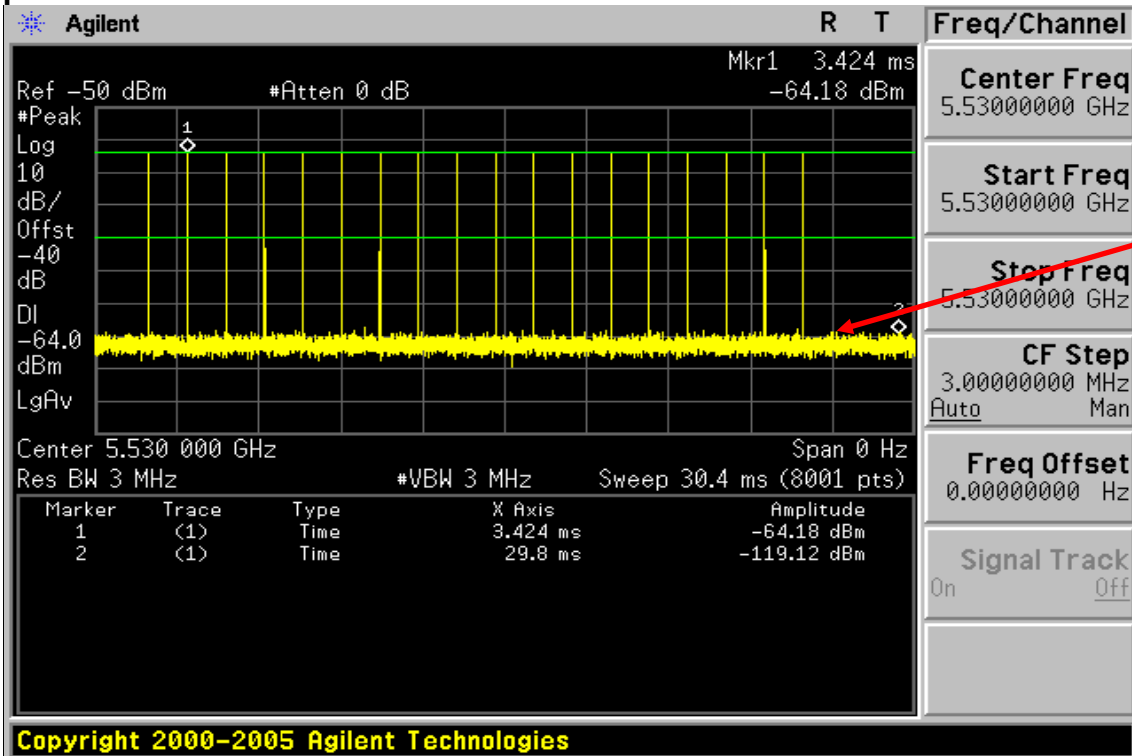 Agilent R T
Mkr1 3.424 ms
Ref -50 dBm #Atten 0 dB -64.18 dBm
#Peak
Log
10
dB/
Offst
-40
dB
DI
-64.0
dBm
LgAv
1
2
Center 5.530 000 GHz Span 0 Hz
Res BW 3 MHz #VBW 3 MHz Sweep 30.4 ms (8001 pts)
Marker Trace Type X Axis Amplitude
1 (1) Time 3.424 ms -64.18 dBm
2 (1) Time 29.8 ms -119.12 dBm
Freq/Channel
Center Freq
5.53000000 GHz
Start Freq
5.53000000 GHz
Stop Freq
5.53000000 GHz
CF Step
3.00000000 MHz
Auto Man
Freq Offset
0.00000000 Hz
Signal Track
On Off
Copyright 2000-2005 Agilent Technologies